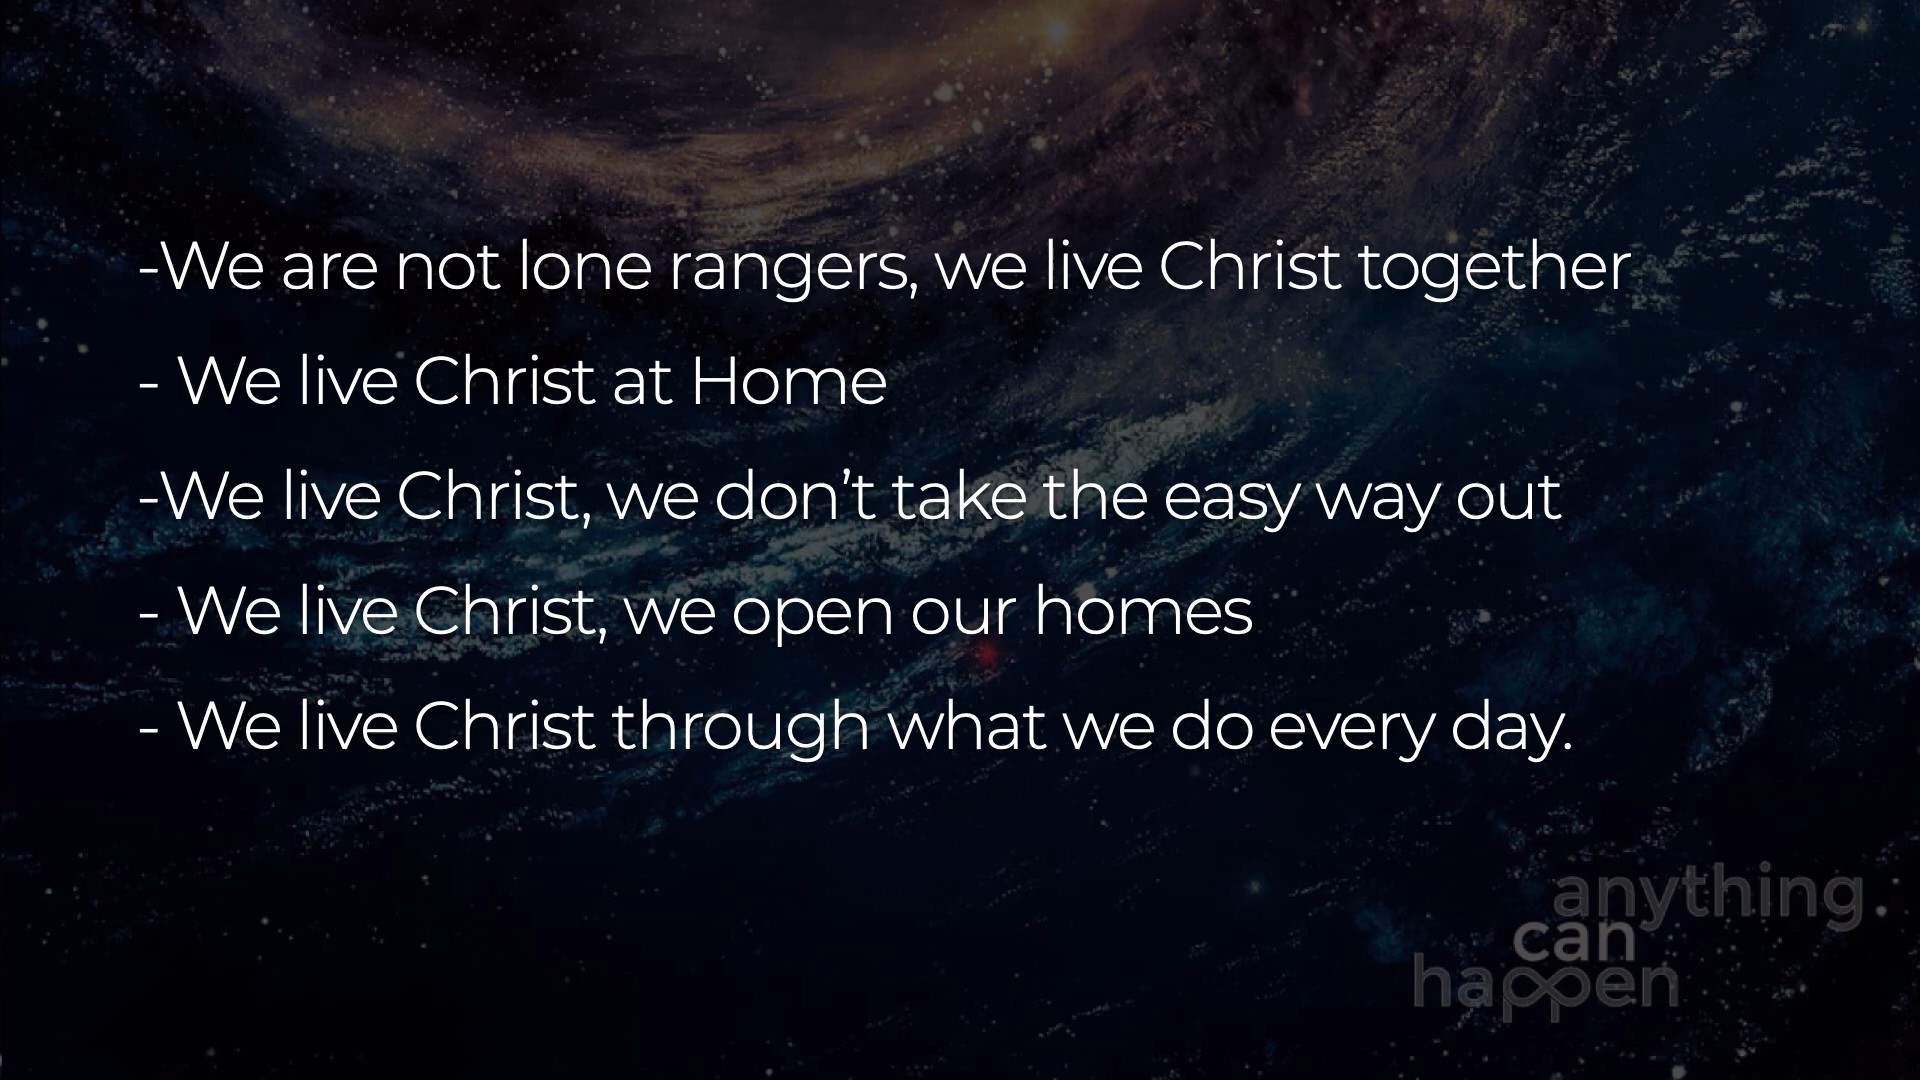 -We are not lone rangers, we live Christ together
- We live Christ at Home
-We live Christ, we don’t take the easy way out
- We live Christ, we open our homes
- We live Christ through what we do every day.
anything
can
happen